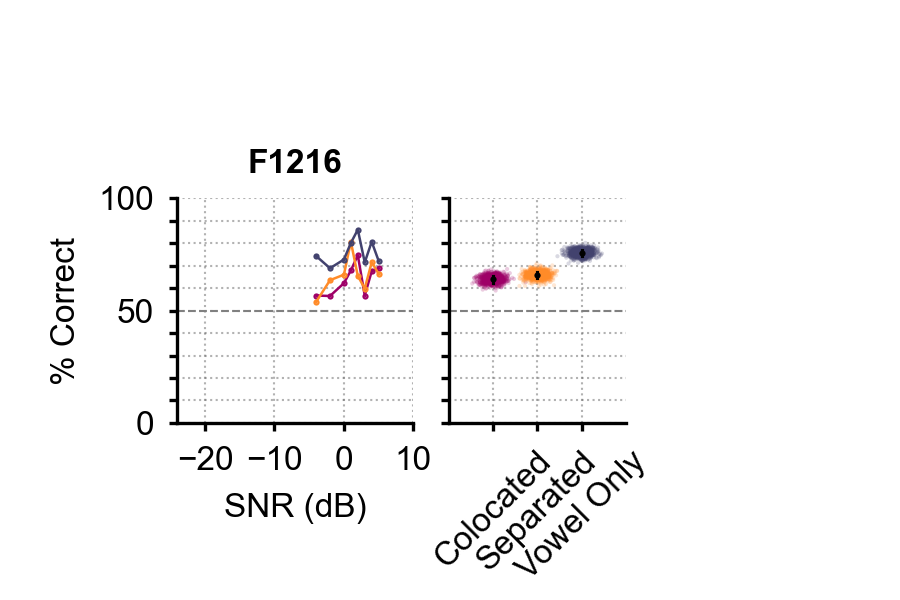 F1216
100
50
0
% Correct
−20 −10 0 10
SNR (dB)
Colocated
Separated
Vowel Only